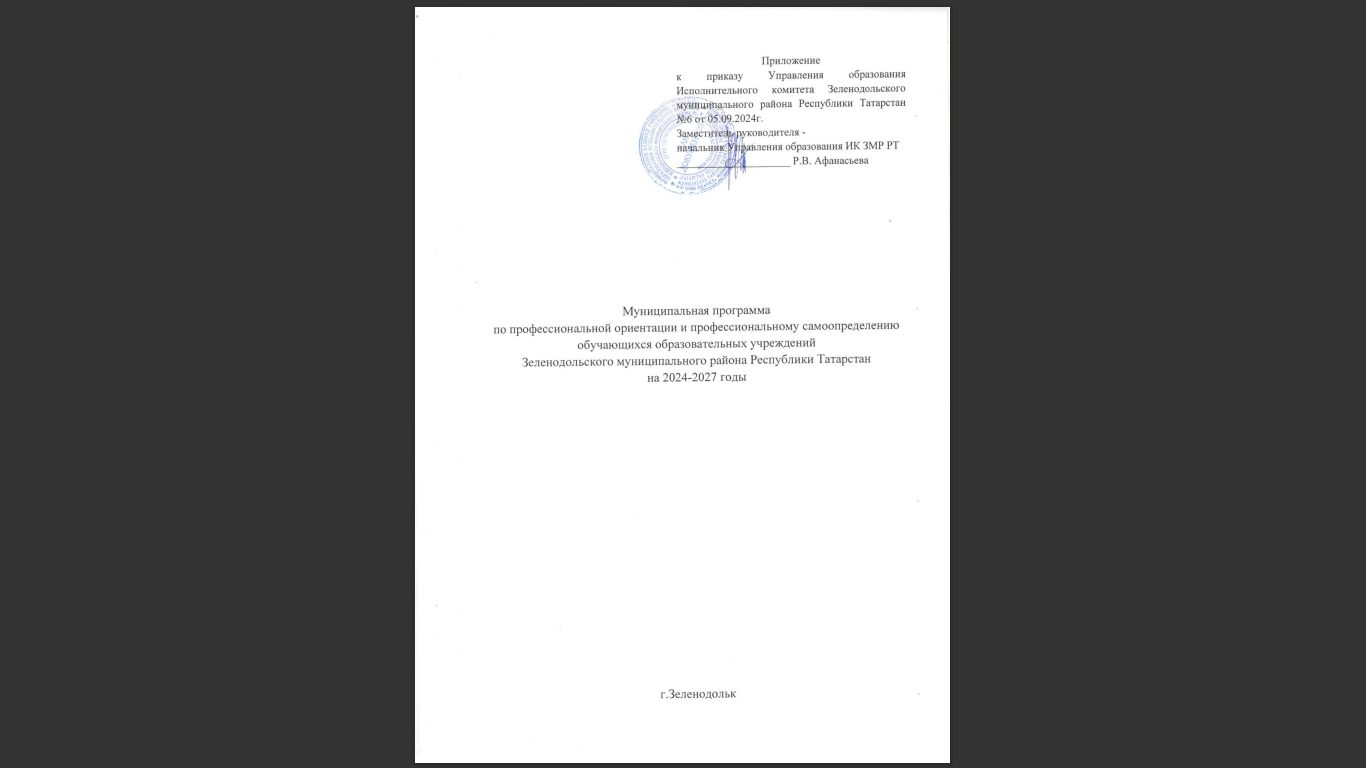 Приложение
к приказу Управления образования
Исполнительного комитета Зеленодольского
муниципального района Республики Татарстан
№6 от 05.09.2024г.
Заместитель руководителя -
начальник Управления образования ИК ЗМР РТ
Р.В. Афанасьева
Муниципальная программа
по профессиональной ориентации и профессиональному самоопределению
обучающихся образовательных учреждений
Зеленодольского муниципального района Республики Татарстан
на 2024-2027 годы
г.Зеленодольк